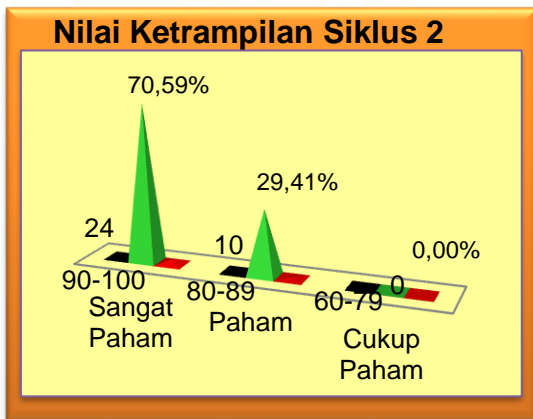 Nilai Ketrampilan Siklus 2
70,59%
29,41%
0,00%
24
10
0
90-100
80-89
60-79
Sangat
Paham
Paham
Cukup
Paham